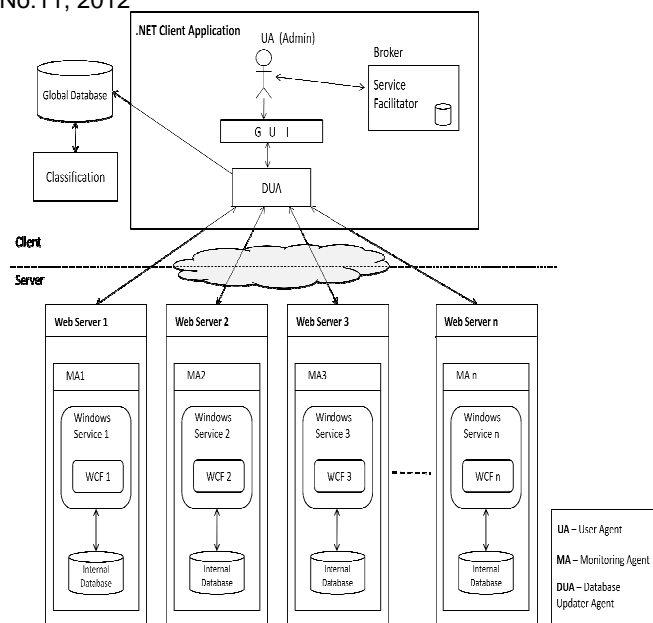 No.11, 2012
.NET Client Application
UA (Admin)
Broker
Service
Facilitator
Global Database
G U I
Classification
DUA
Client
Server
Web Server 1
Web Server 2
Web Server 3
Web Server n
MA1
MA2
MA3
MA n
Windows
Service 1
Windows
Service 2
Windows
Service 3
Windows
Service n
WCF 1
WCF 2
WCF 3
WCF n
Internal
Database
Internal
Database
Internal
Database
Internal
Database
UA – User Agent
MA – Monitoring Agent
DUA – Database
Updater Agent